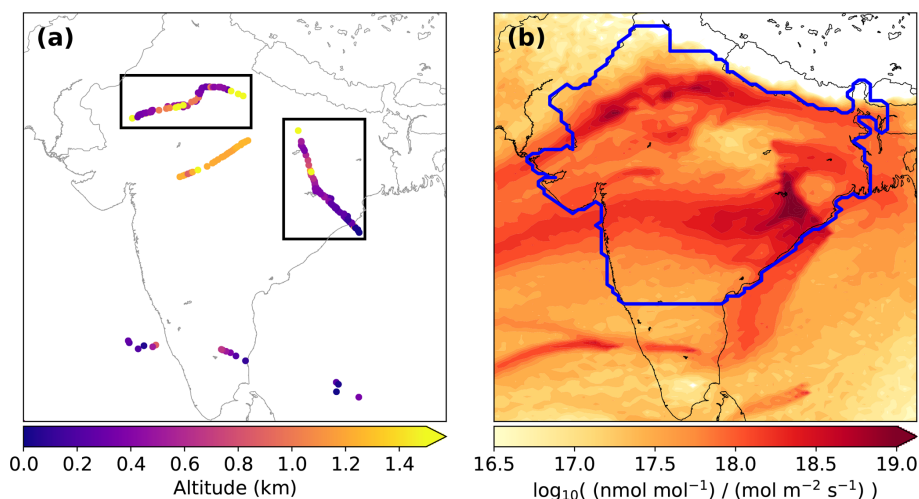 (a)
(b)
0.0 0.2 0.4 0.6 0.8 1.0 1.2 1.4
Altitude (km)
16.5 17.0 17.5 18.0 18.5 19.0
log₁₀( (nmol mol⁻¹) / (mol m⁻² s⁻¹) )